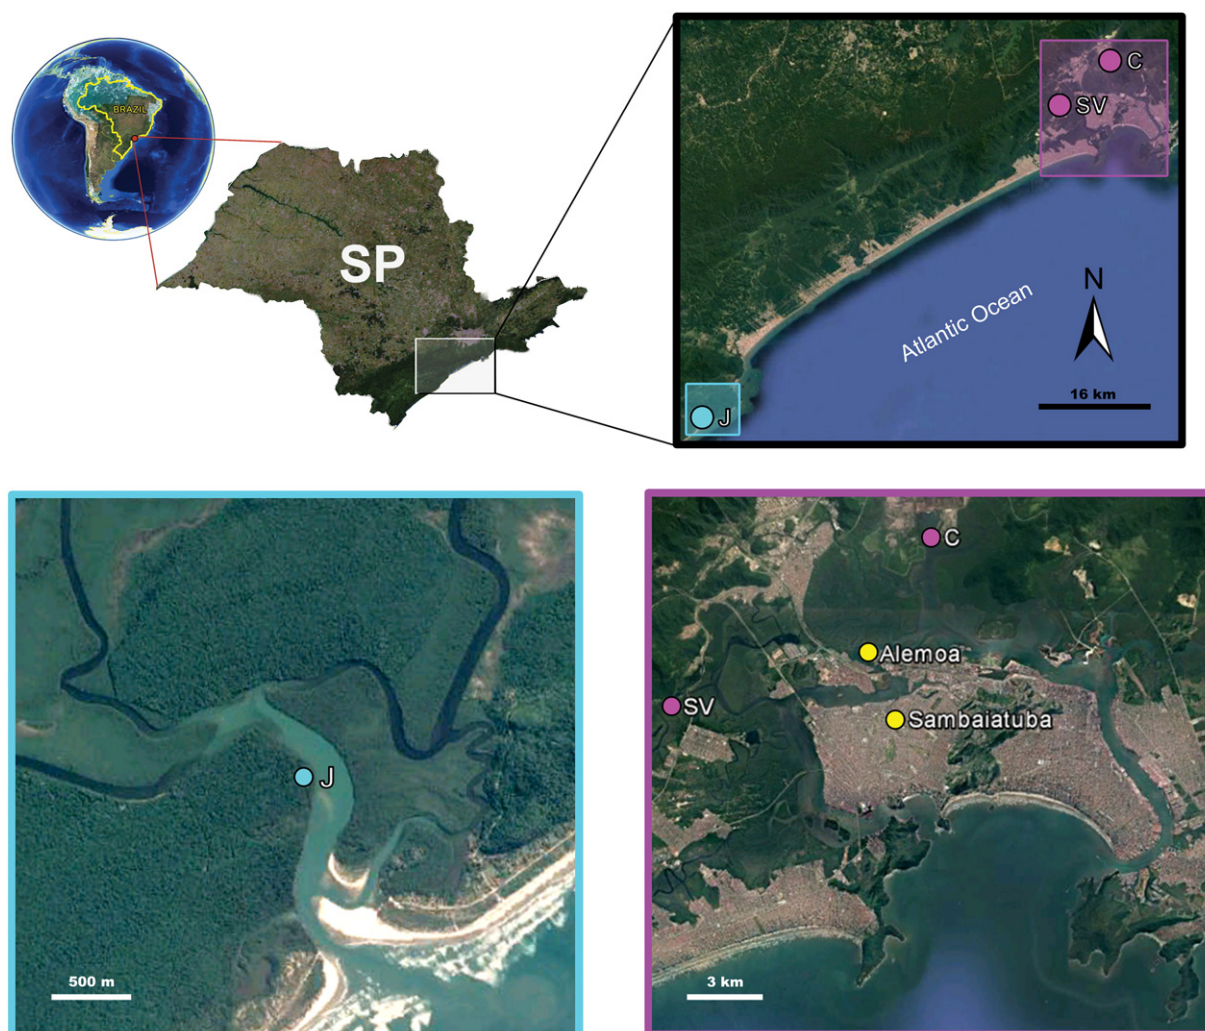 BRAZIL
SP
C
SV
N
Atlantic Ocean
16 km
J
C
Alemoa
SV
Sambaiatuba
J
500 m
3 km